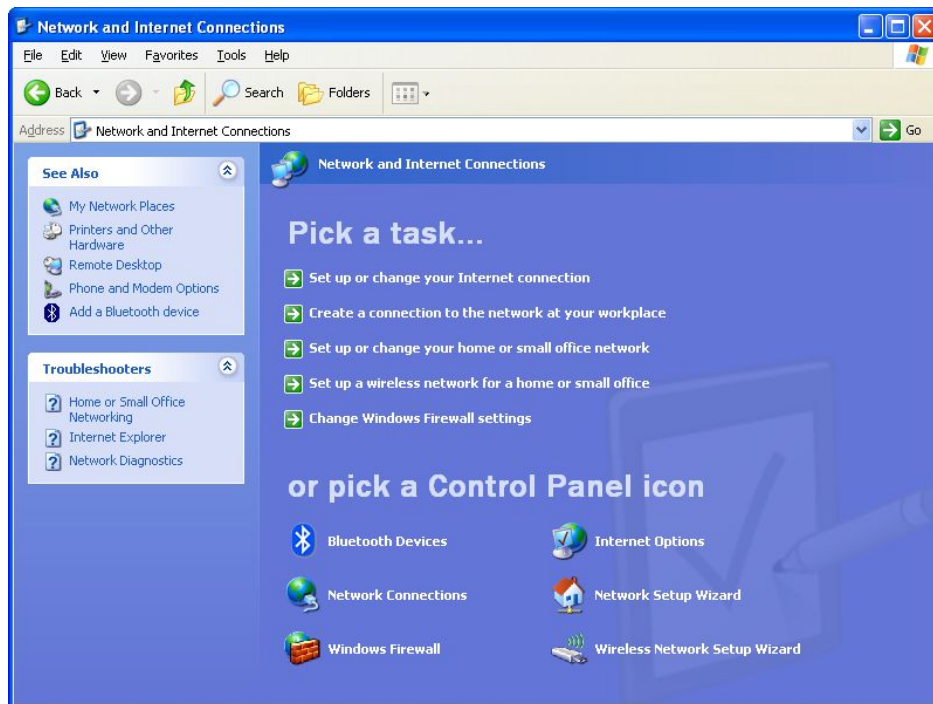 Network and Internet Connections
File Edit View Favorites Tools Help
Back Search Folders
Address Network and Internet Connections Go
See Also
My Network Places
Printers and Other
Hardware
Remote Desktop
Phone and Modem Options
Add a Bluetooth device
Troubleshooters
Home or Small Office
Networking
Internet Explorer
Network Diagnostics
Network and Internet Connections
Pick a task...
Set up or change your Internet connection
Create a connection to the network at your workplace
Set up or change your home or small office network
Set up a wireless network for a home or small office
Change Windows Firewall settings
or pick a Control Panel icon
Bluetooth Devices
Internet Options
Network Connections
Network Setup Wizard
Windows Firewall
Wireless Network Setup Wizard